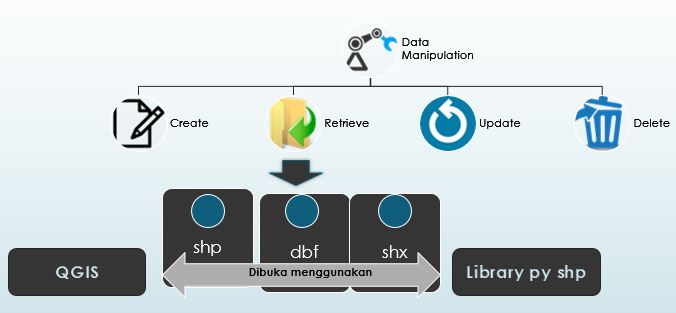 Data
Manipulation
Create
Retrieve
Update
Delete
shp
dbf
shx
QGIS
Dibuka menggunakan
Library py shp